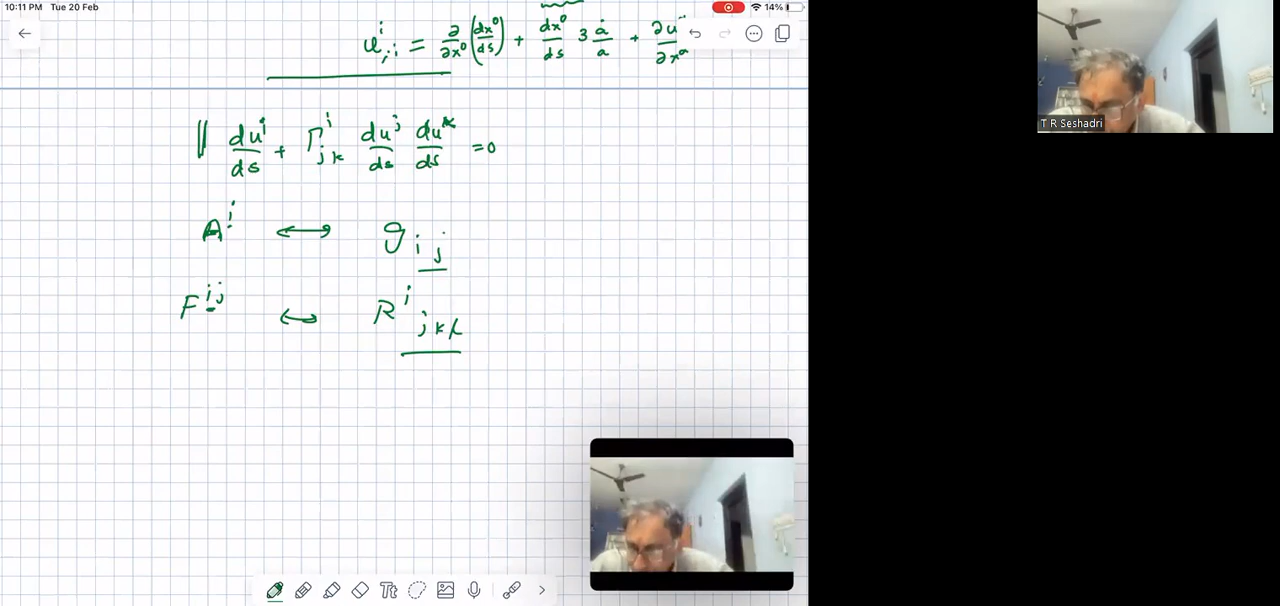 10:11 PM Tue 20 Feb 14%
u^i_{;i} = ∂/∂x^0 (dx^0/ds) + dx^0/ds 3 ȧ/a + ∂u/∂x^α
|| du^i/ds + Γ^i_{jk} du^j/ds du^k/ds = 0
A^i ↔ g_{ij}
F^{ij} ↔ R^i_{jkl}
Tt
T R Seshadri